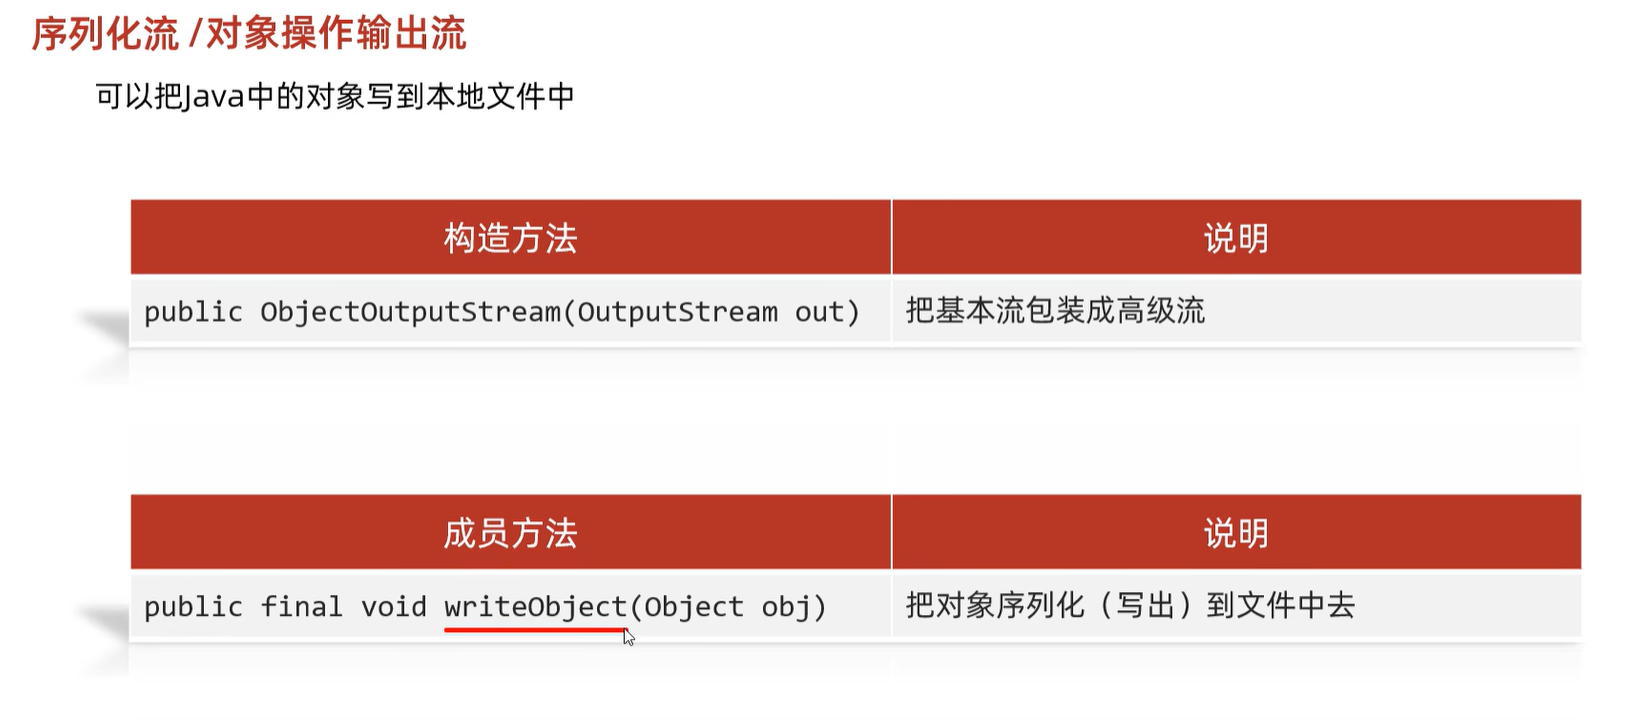 序列化流 /对象操作输出流
可以把Java中的对象写到本地文件中
构造方法 说明
public ObjectOutputStream(OutputStream out) 把基本流包装成高级流
成员方法 说明
public final void writeObject(Object obj) 把对象序列化（写出）到文件中去